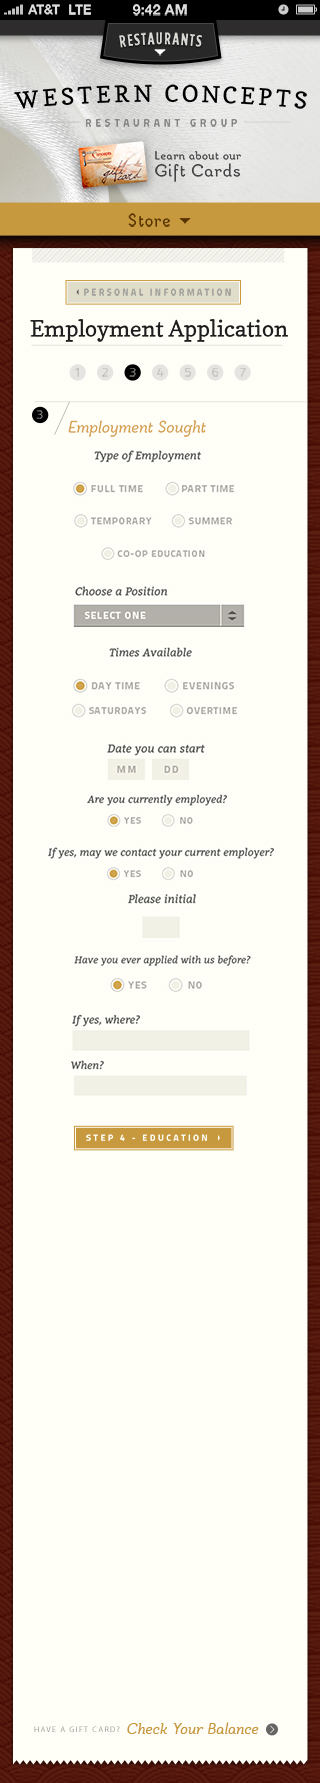 AT&T LTE 9:42 AM
RESTAURANTS
WESTERN CONCEPTS
RESTAURANT GROUP
Learn about our
gift card
Gift Cards
Store
PERSONAL INFORMATION
Employment Application
1 2 3 4 5 6 7
3 Employment Sought
Type of Employment
FULL TIME PART TIME
TEMPORARY SUMMER
CO-OP EDUCATION
Choose a Position
SELECT ONE
Times Available
DAY TIME EVENINGS
SATURDAYS OVERTIME
Date you can start
MM DD
Are you currently employed?
YES NO
If yes, may we contact your current employer?
YES NO
Please initial
Have you ever applied with us before?
YES NO
If yes, where?
When?
STEP 4 - EDUCATION
HAVE A GIFT CARD? Check Your Balance